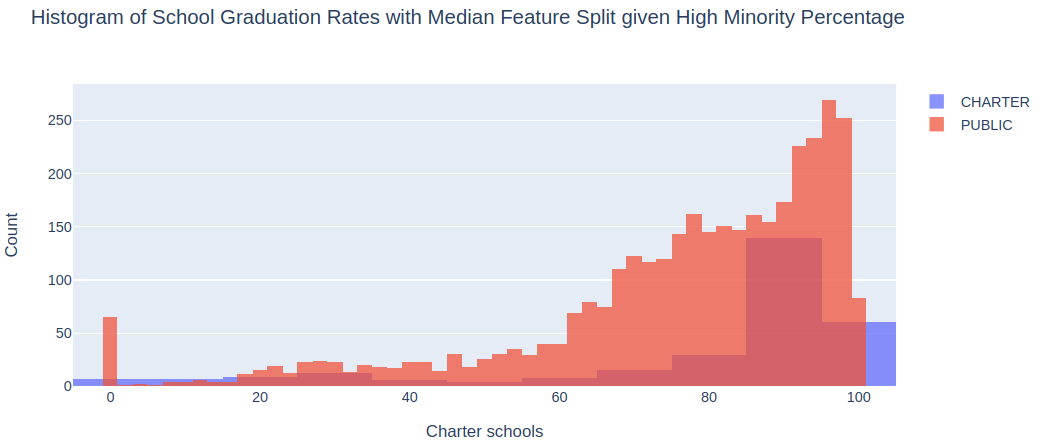 Histogram of School Graduation Rates with Median Feature Split given High Minority Percentage
CHARTER
PUBLIC
250
200
150
100
50
0
Count
0 20 40 60 80 100
Charter schools